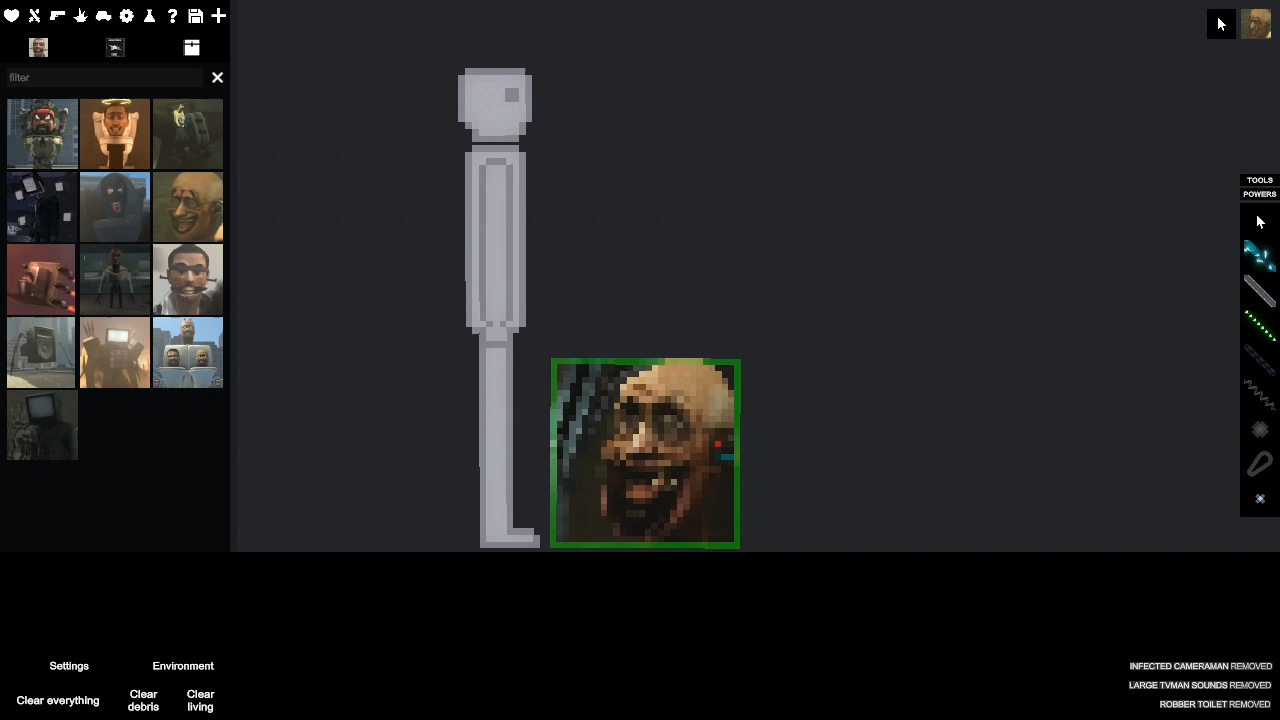 filter
TOOLS
POWERS
Settings
Environment
Clear everything
Clear debris
Clear living
INFECTED CAMERAMAN REMOVED
LARGE TVMAN SOUNDS REMOVED
ROBBER TOILET REMOVED